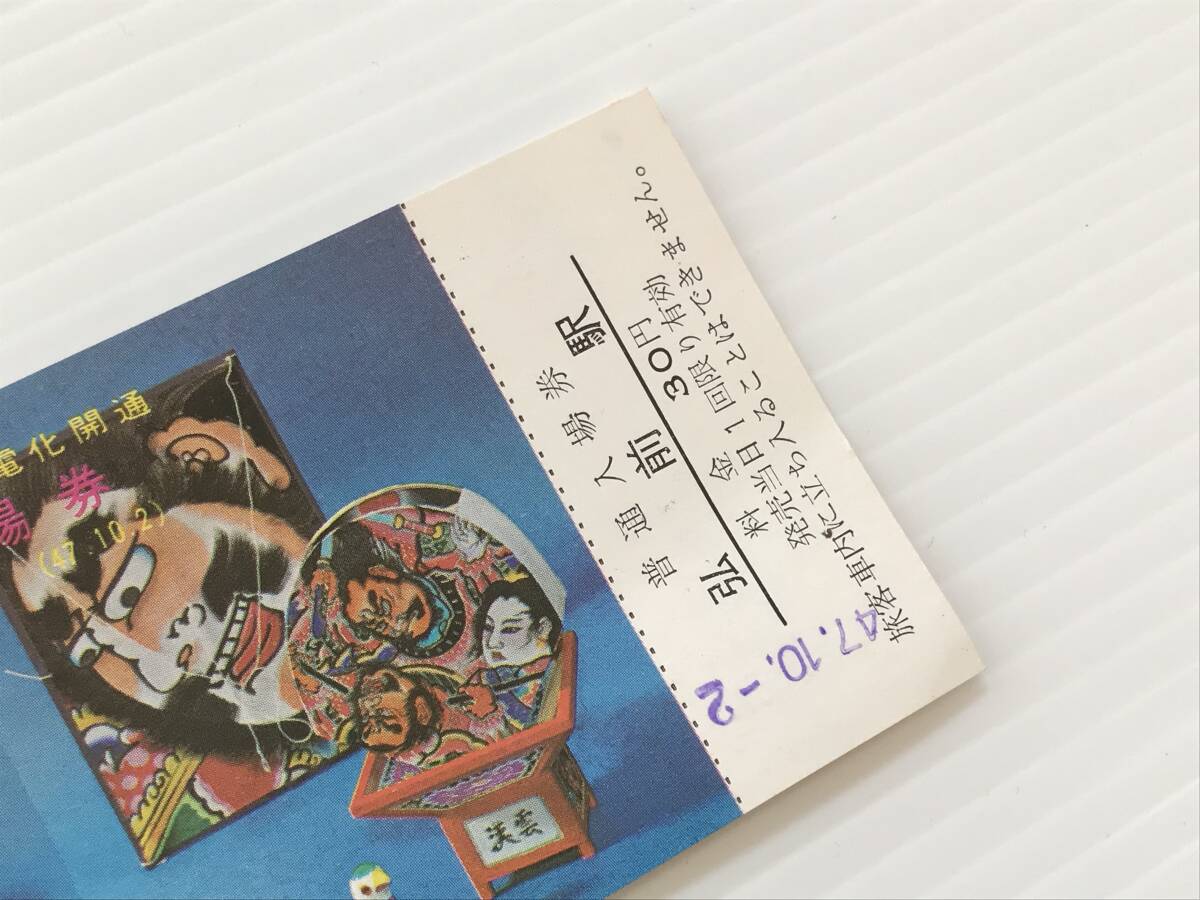 電化開通
場券
(47.10.2)
漢雲
普通入場券
弘前駅
料金30円
発売当日1回限り有効
旅客車内に立ち入ることはできません。
47.10.-2